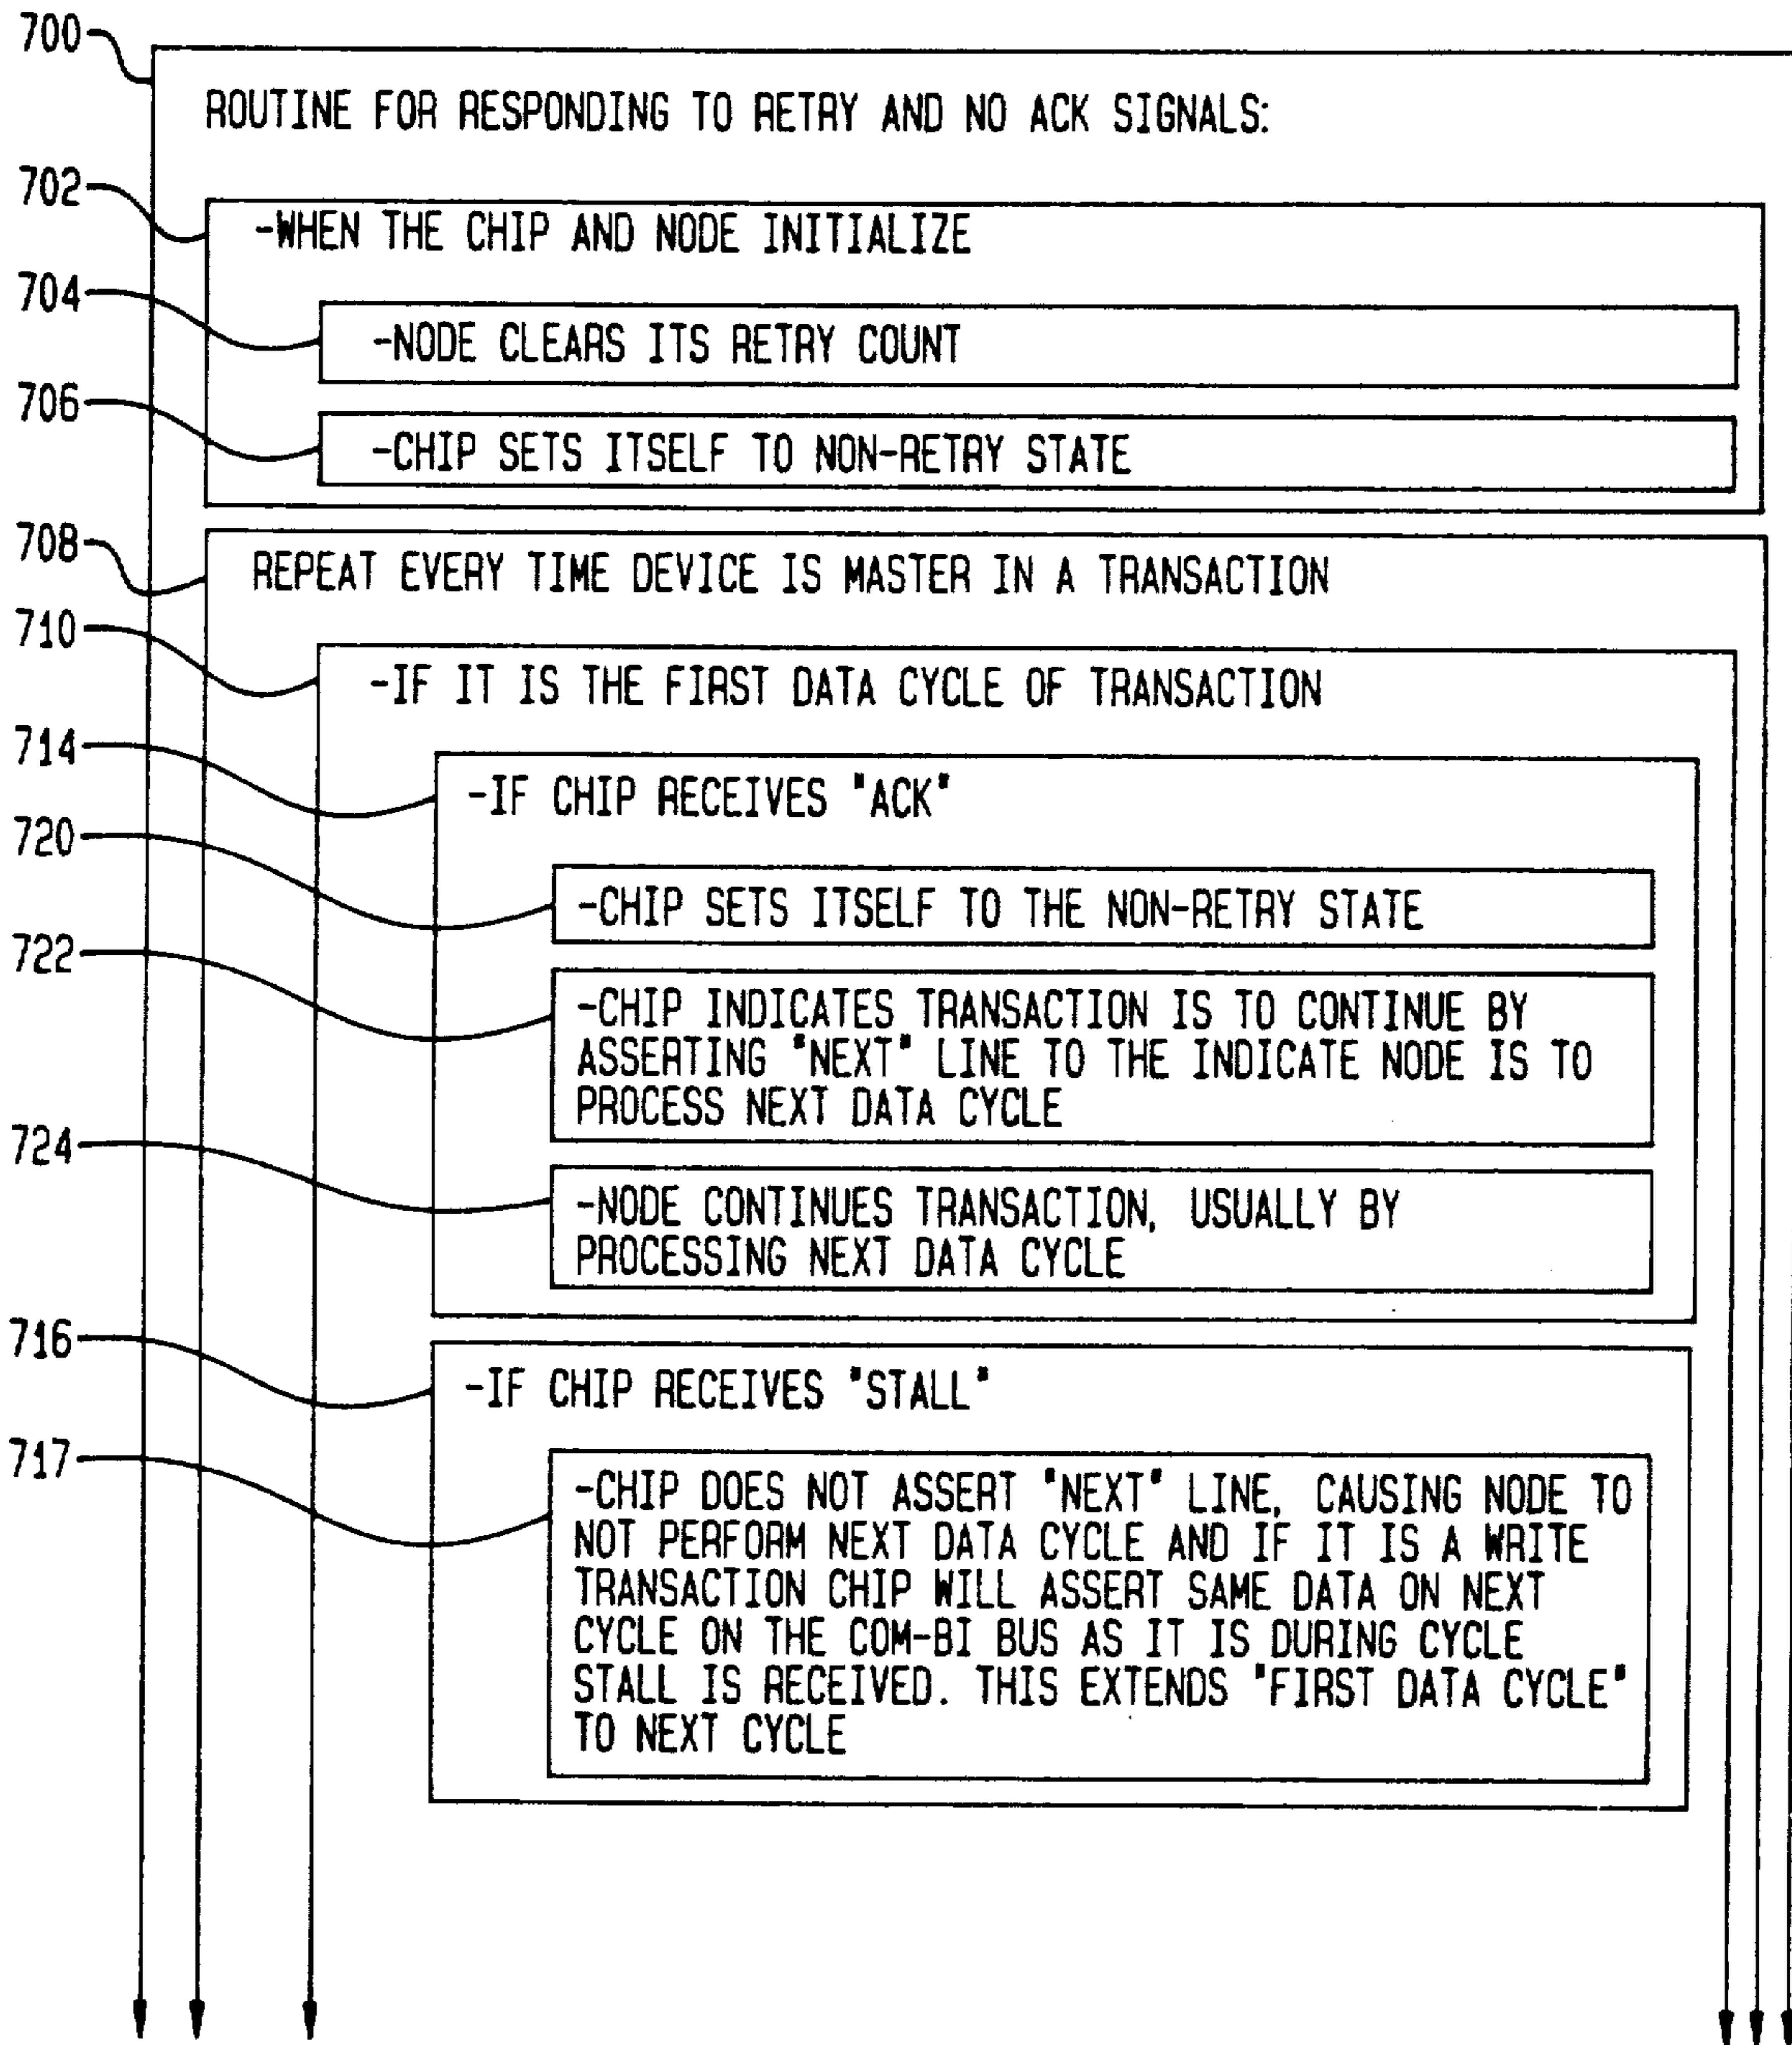 700
ROUTINE FOR RESPONDING TO RETRY AND NO ACK SIGNALS:
702
-WHEN THE CHIP AND NODE INITIALIZE
704
-NODE CLEARS ITS RETRY COUNT
706
-CHIP SETS ITSELF TO NON-RETRY STATE
708
REPEAT EVERY TIME DEVICE IS MASTER IN A TRANSACTION
710
-IF IT IS THE FIRST DATA CYCLE OF TRANSACTION
714
-IF CHIP RECEIVES "ACK"
720
-CHIP SETS ITSELF TO THE NON-RETRY STATE
722
-CHIP INDICATES TRANSACTION IS TO CONTINUE BY
ASSERTING "NEXT" LINE TO THE INDICATE NODE IS TO
PROCESS NEXT DATA CYCLE
724
-NODE CONTINUES TRANSACTION, USUALLY BY
PROCESSING NEXT DATA CYCLE
716
-IF CHIP RECEIVES "STALL"
717
-CHIP DOES NOT ASSERT "NEXT" LINE, CAUSING NODE TO
NOT PERFORM NEXT DATA CYCLE AND IF IT IS A WRITE
TRANSACTION CHIP WILL ASSERT SAME DATA ON NEXT
CYCLE ON THE COM-BI BUS AS IT IS DURING CYCLE
STALL IS RECEIVED. THIS EXTENDS "FIRST DATA CYCLE"
TO NEXT CYCLE